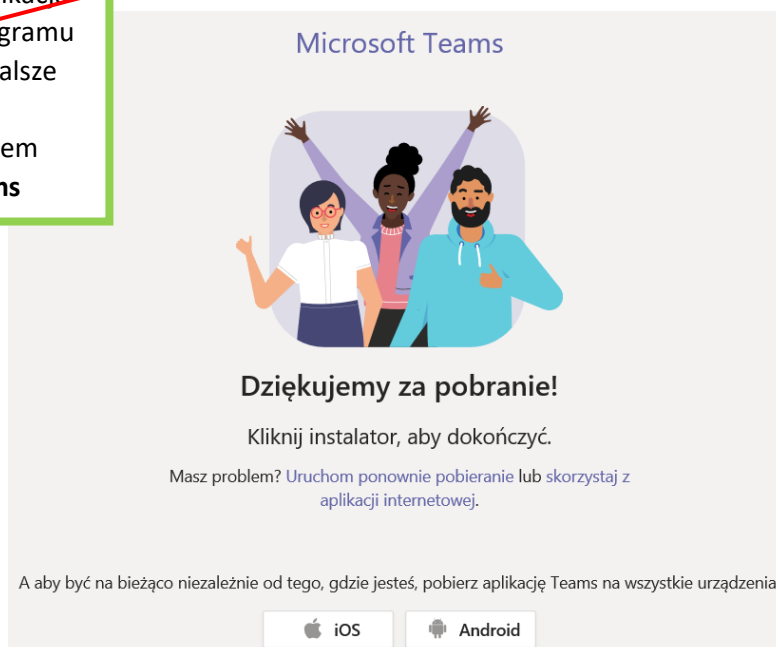 gramu
alsze
em
ns
Microsoft Teams
Dziękujemy za pobranie!
Kliknij instalator, aby dokończyć.
Masz problem? Uruchom ponownie pobieranie lub skorzystaj z
aplikacji internetowej.
A aby być na bieżąco niezależnie od tego, gdzie jesteś, pobierz aplikację Teams na wszystkie urządzenia
iOS
Android